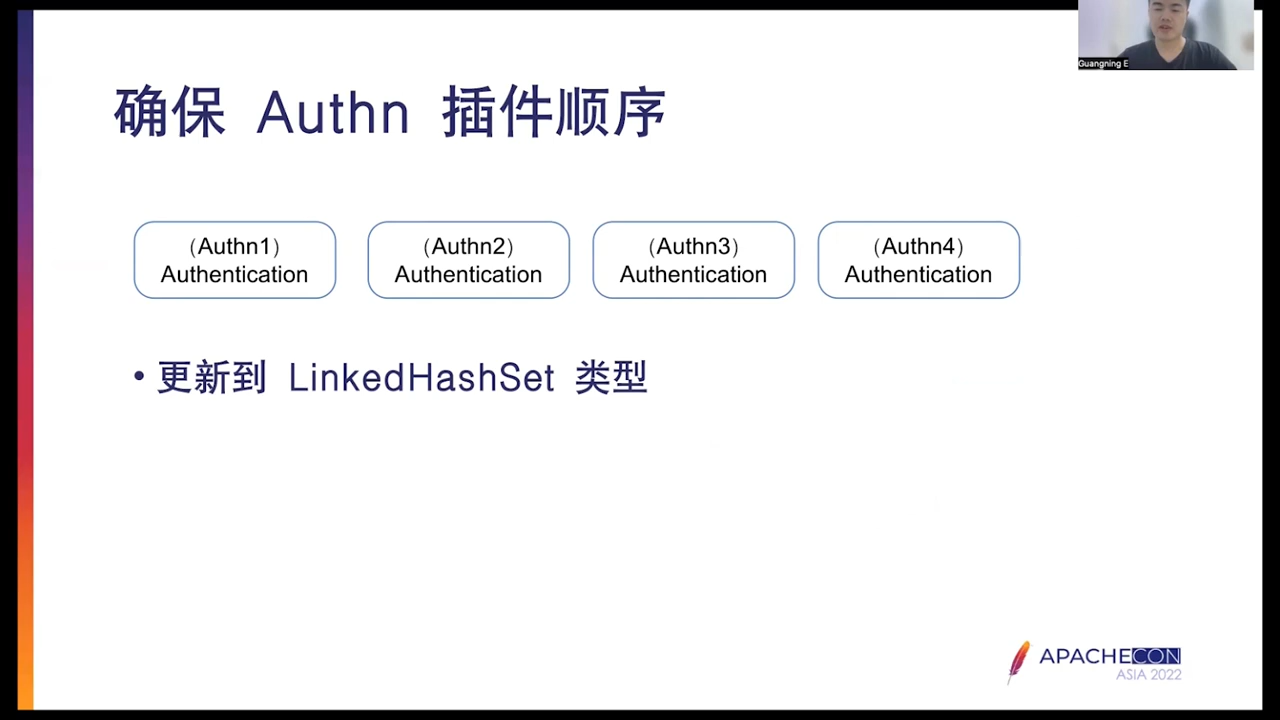 Guangning E
确保 Authn 插件顺序
（Authn1）
Authentication
（Authn2）
Authentication
（Authn3）
Authentication
（Authn4）
Authentication
• 更新到 LinkedHashSet 类型
APACHECON
ASIA 2022